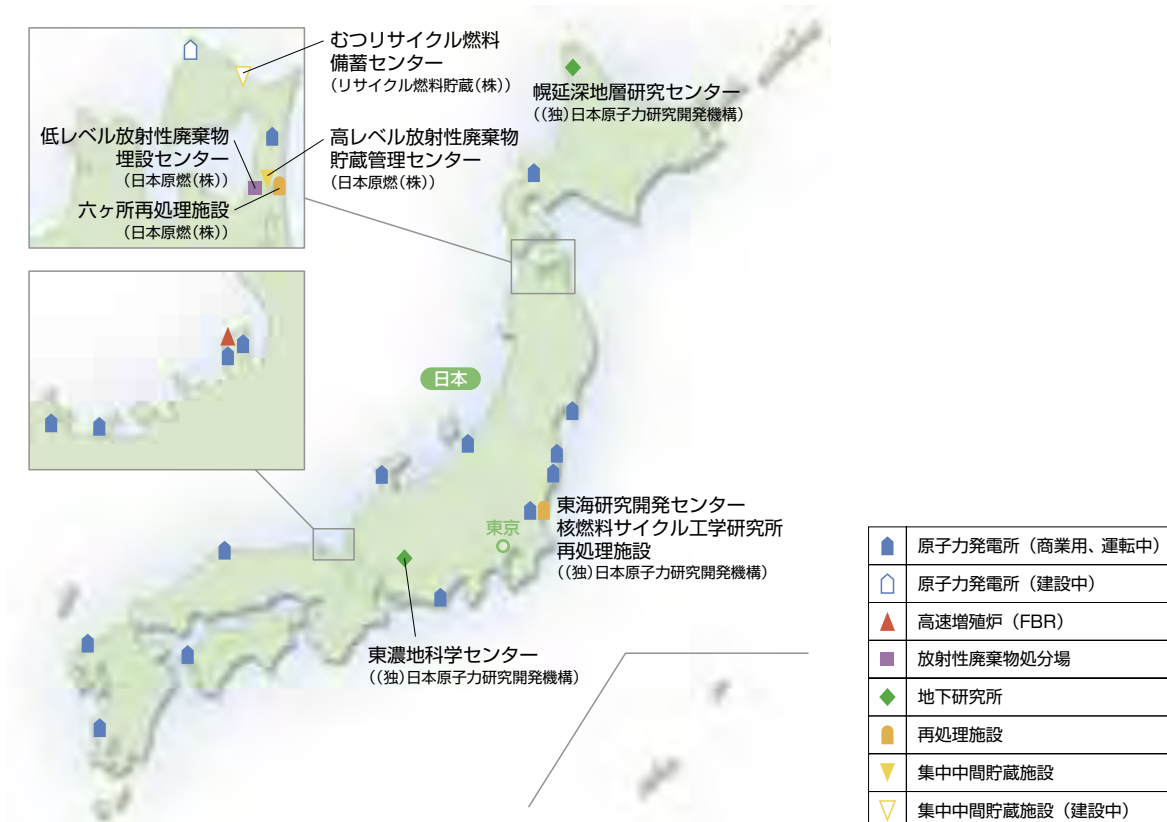 むつリサイクル燃料
備蓄センター
(リサイクル燃料貯蔵(株))
低レベル放射性廃棄物
埋設センター
(日本原燃(株))
高レベル放射性廃棄物
貯蔵管理センター
(日本原燃(株))
六ヶ所再処理施設
(日本原燃(株))
幌延深地層研究センター
((独)日本原子力研究開発機構)
日本
東京
東海研究開発センター
核燃料サイクル工学研究所
再処理施設
((独)日本原子力研究開発機構)
東濃地科学センター
((独)日本原子力研究開発機構)
原子力発電所（商業用、運転中）
原子力発電所（建設中）
高速増殖炉（FBR）
放射性廃棄物処分場
地下研究所
再処理施設
集中中間貯蔵施設
集中中間貯蔵施設（建設中）